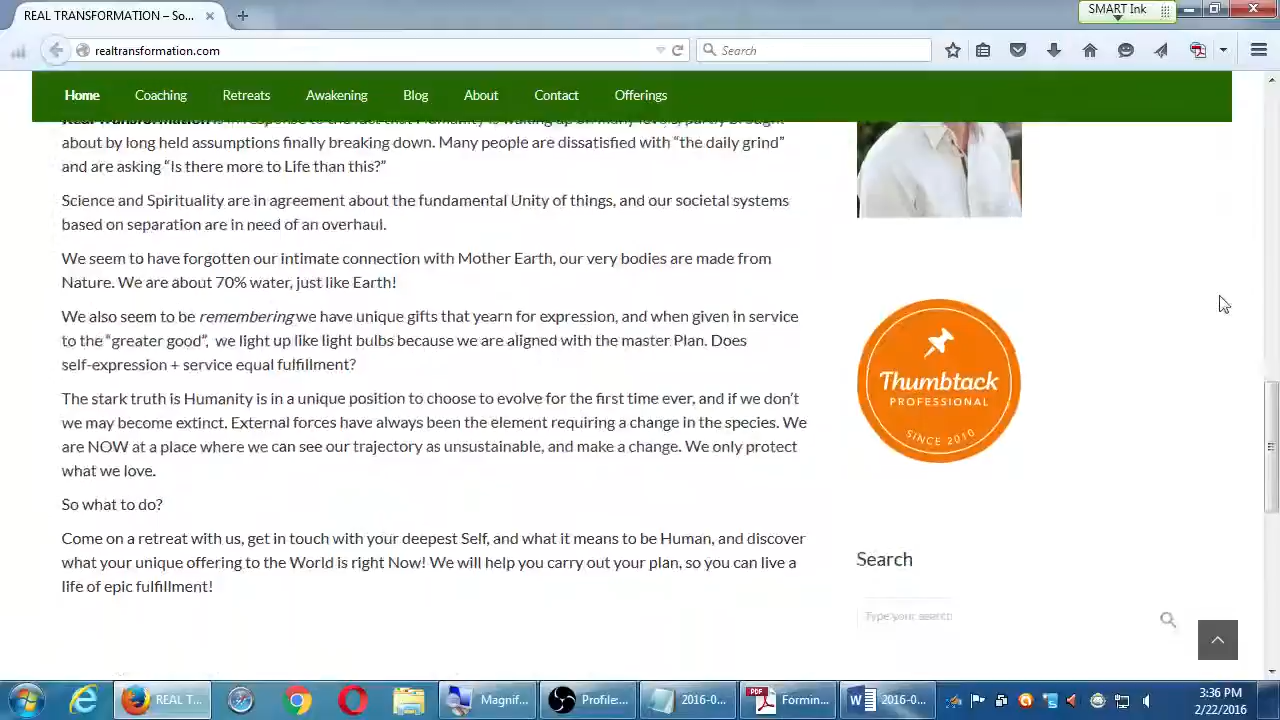 REAL TRANSFORMATION – So...
SMART Ink
realtransformation.com
Search
Home Coaching Retreats Awakening Blog About Contact Offerings
about by long held assumptions finally breaking down. Many people are dissatisfied with “the daily grind”
and are asking “Is there more to Life than this?”
Science and Spirituality are in agreement about the fundamental Unity of things, and our societal systems
based on separation are in need of an overhaul.
We seem to have forgotten our intimate connection with Mother Earth, our very bodies are made from
Nature. We are about 70% water, just like Earth!
We also seem to be remembering we have unique gifts that yearn for expression, and when given in service
to the “greater good”, we light up like light bulbs because we are aligned with the master Plan. Does
self-expression + service equal fulfillment?
The stark truth is Humanity is in a unique position to choose to evolve for the first time ever, and if we don’t
we may become extinct. External forces have always been the element requiring a change in the species. We
are NOW at a place where we can see our trajectory as unsustainable, and make a change. We only protect
what we love.
So what to do?
Come on a retreat with us, get in touch with your deepest Self, and what it means to be Human, and discover
what your unique offering to the World is right Now! We will help you carry out your plan, so you can live a
life of epic fulfillment!
Thumbtack
PROFESSIONAL
SINCE 2016
Search
Type your search
REAL T...
Magnif...
Profile:...
2016-0...
PDF
Formin...
2016-0...
3:36 PM
2/22/2016